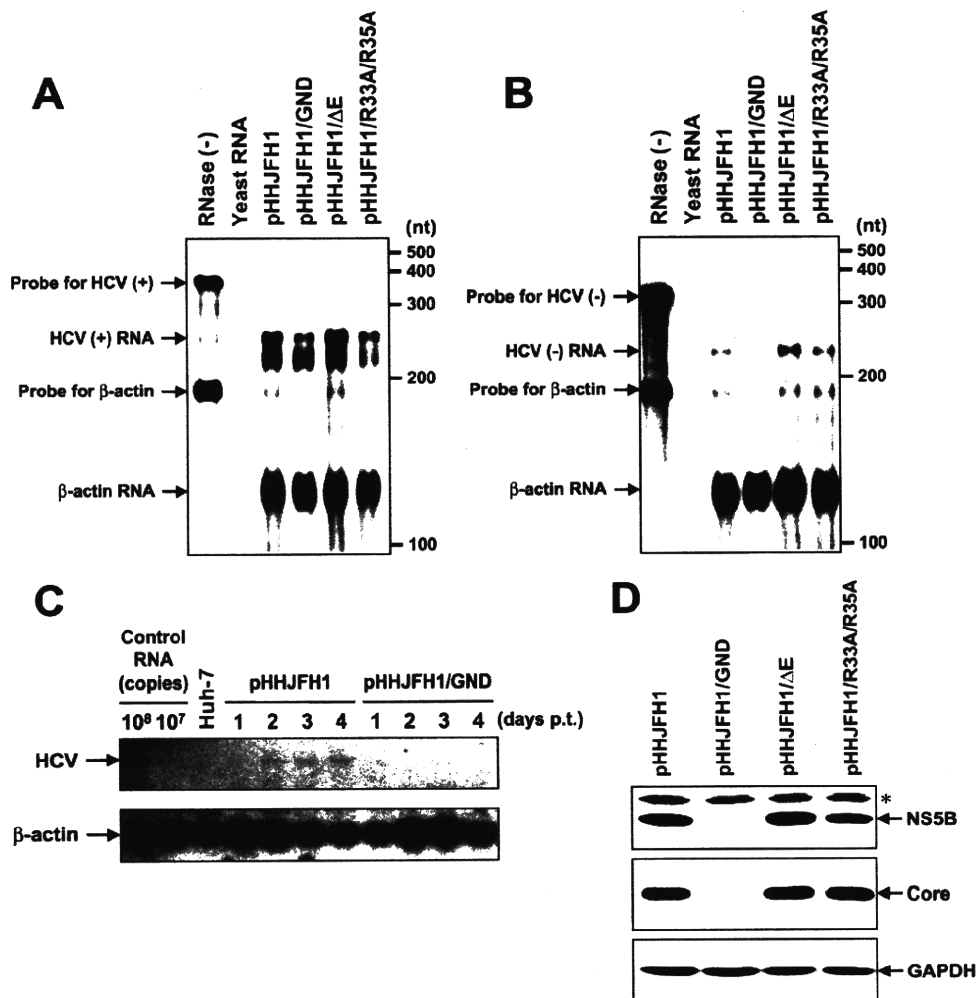 A
RNase (-)
Yeast RNA
pHHJFH1
pHHJFH1/GND
pHHJFH1/ΔE
pHHJFH1/R33A/R35A
(nt)
500
400
300
200
100
Probe for HCV (+)
HCV (+) RNA
Probe for β-actin
β-actin RNA
B
RNase (-)
Yeast RNA
pHHJFH1
pHHJFH1/GND
pHHJFH1/ΔE
pHHJFH1/R33A/R35A
(nt)
500
400
300
200
100
Probe for HCV (-)
HCV (-) RNA
Probe for β-actin
β-actin RNA
C
Control
RNA
(copies)
Huh-7
pHHJFH1
pHHJFH1/GND
10⁸ 10⁷ 1 2 3 4 1 2 3 4 (days p.t.)
HCV
β-actin
D
pHHJFH1
pHHJFH1/GND
pHHJFH1/ΔE
pHHJFH1/R33A/R35A
*
NS5B
Core
GAPDH